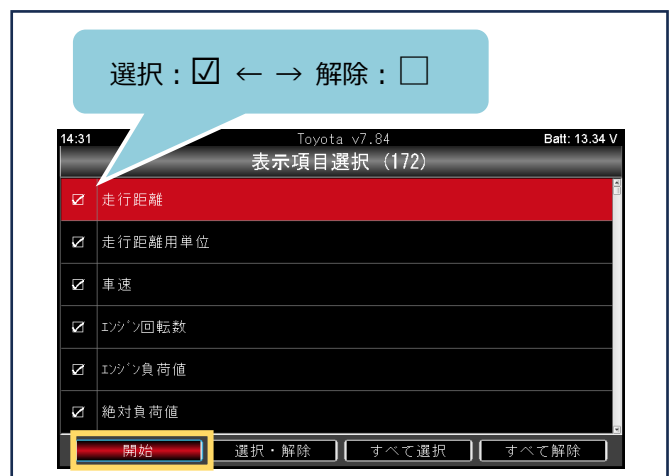 選択：☑ ← → 解除：☐
14:31 Toyota v7.84 Batt: 13.34 V
表示項目選択 (172)
☑ 走行距離
☑ 走行距離用単位
☑ 車速
☑ ｴﾝｼﾞﾝ回転数
☑ ｴﾝｼﾞﾝ負荷値
☑ 絶対負荷値
開始 選択・解除 すべて選択 すべて解除